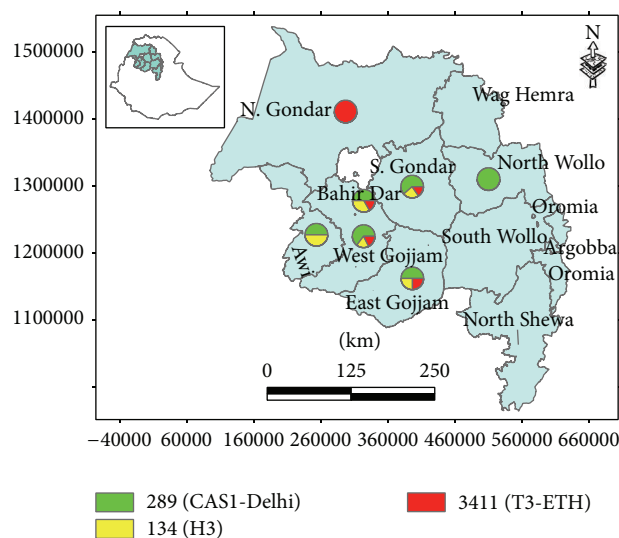 1500000
1400000
1300000
1200000
1100000
N
N. Gondar
Wag Hemra
S. Gondar
North Wollo
Bahir Dar
Oromia
South Wollo
Argobba
West Gojjam
Awi
Oromia
East Gojjam
North Shewa
(km)
0 125 250
−40000 60000 160000 260000 360000 460000 560000 660000
289 (CAS1-Delhi)
3411 (T3-ETH)
134 (H3)